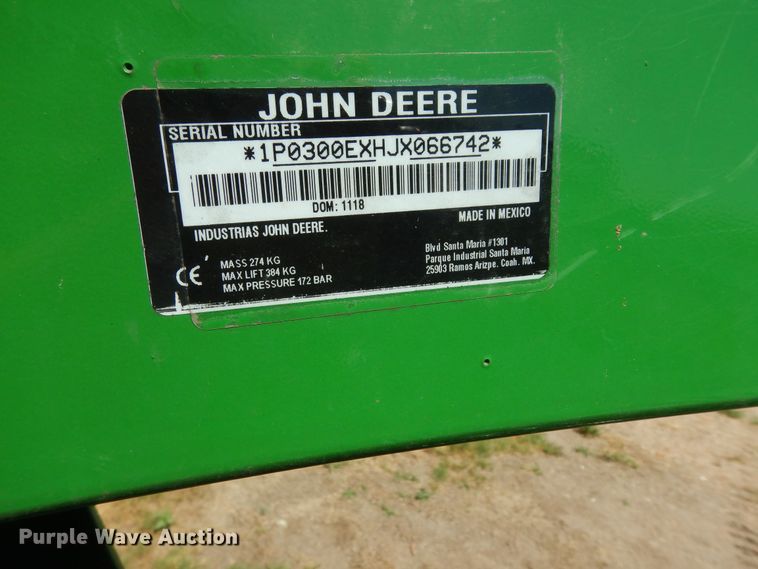 JOHN DEERE
SERIAL NUMBER
*1P0300EXHJX066742*
DOM: 1118
MADE IN MEXICO
INDUSTRIAS JOHN DEERE.
Blvd Santa Maria #1301
Parque Industrial Santa Maria
25903 Ramos Arizpe. Coah. MX.
CE
MASS 274 KG
MAX LIFT 384 KG
MAX PRESSURE 172 BAR
Purple Wave Auction